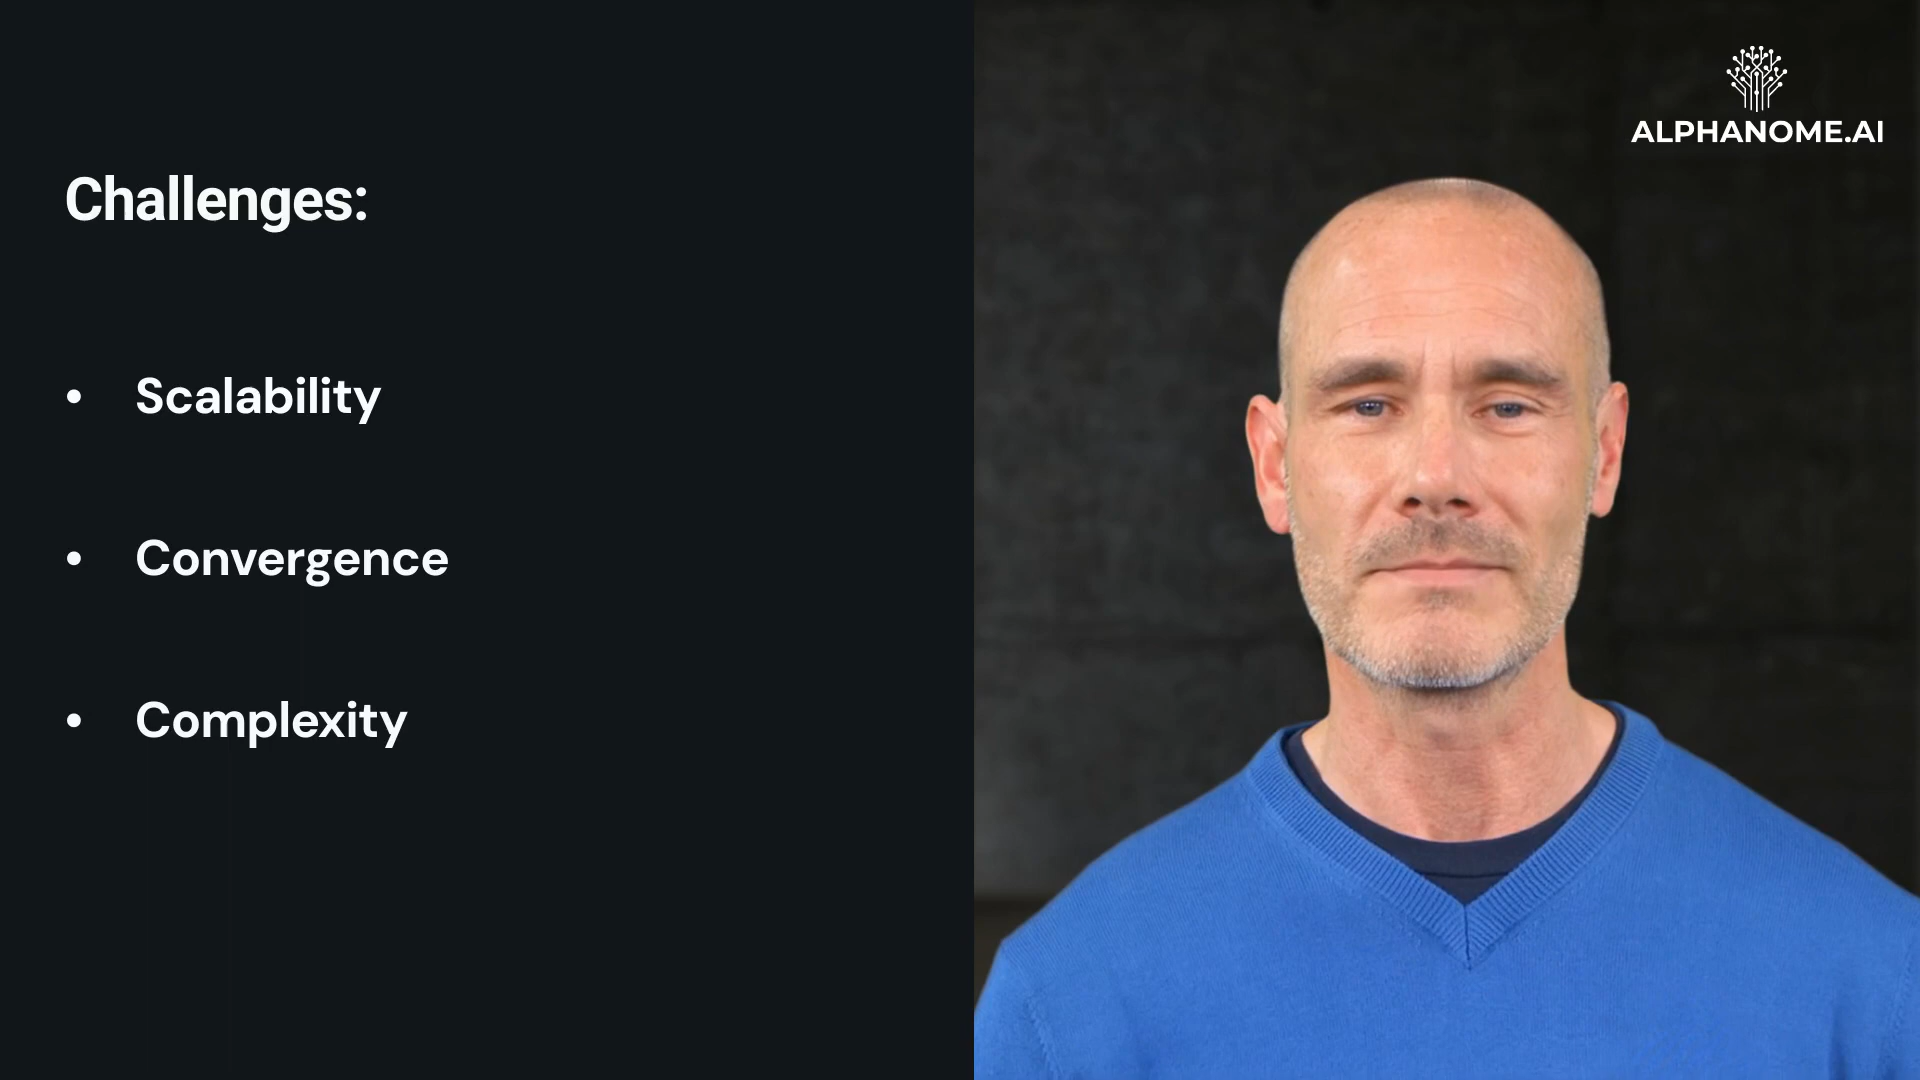 ALPHANOME.AI
Challenges:
• Scalability
• Convergence
• Complexity